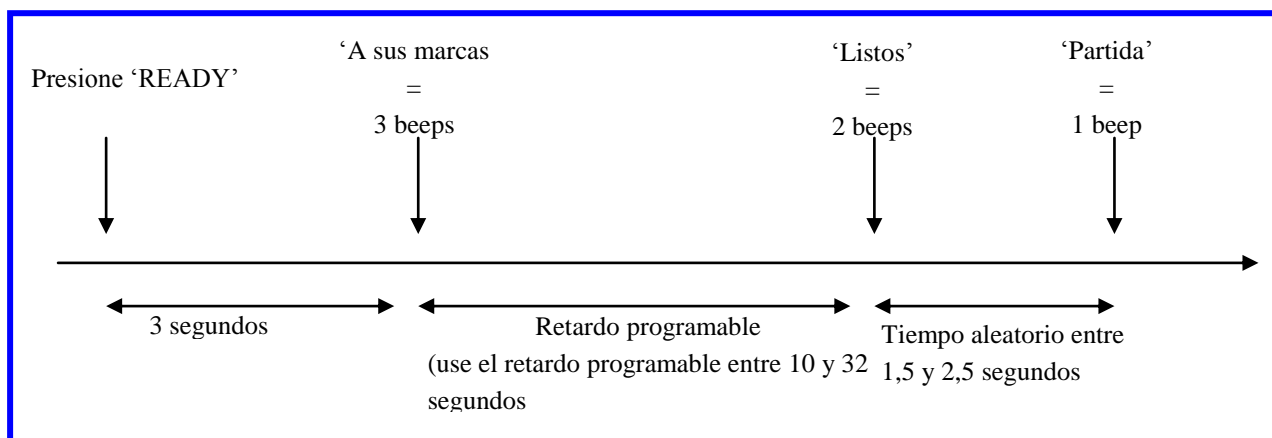 Presione ‘READY’
‘A sus marcas
=
3 beeps
‘Listos’
=
2 beeps
‘Partida’
=
1 beep
3 segundos
Retardo programable
(use el retardo programable entre 10 y 32
segundos
Tiempo aleatorio entre
1,5 y 2,5 segundos